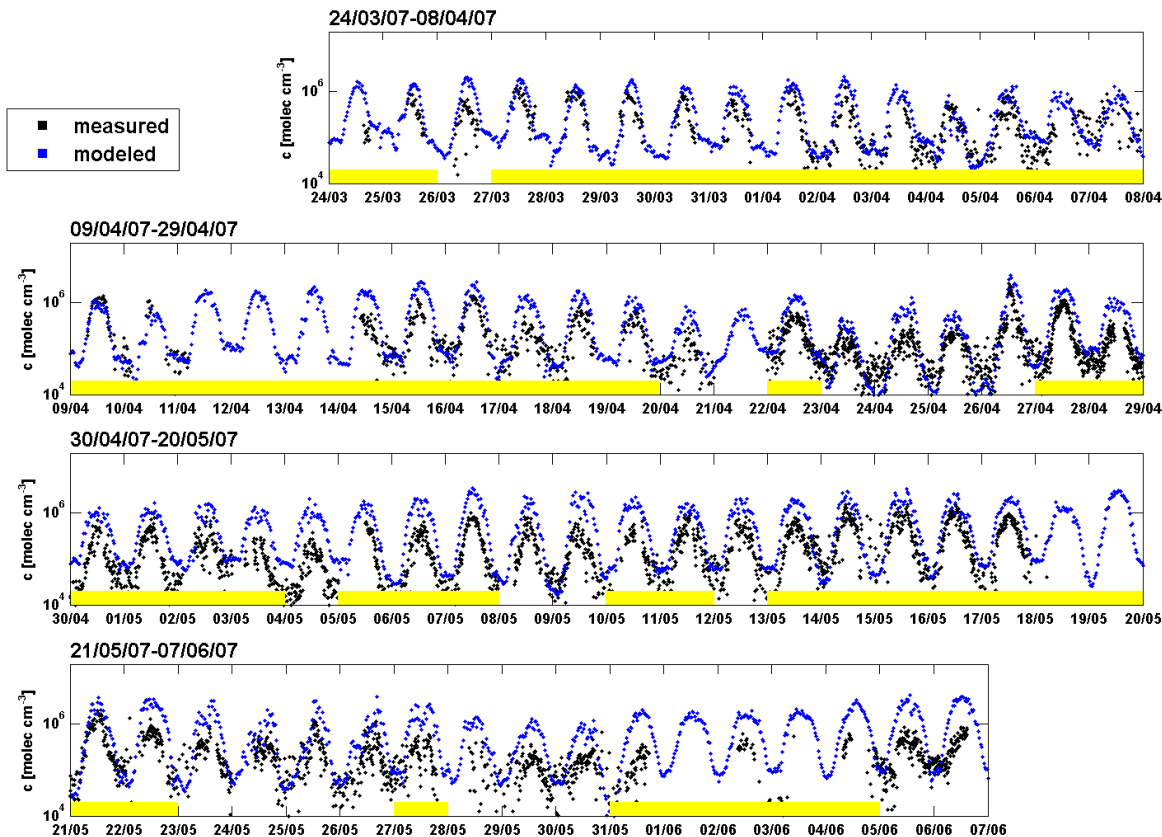 24/03/07-08/04/07
measured
modeled
c [molec cm⁻³]
10⁶
10⁴
24/03 25/03 26/03 27/03 28/03 29/03 30/03 31/03 01/04 02/04 03/04 04/04 05/04 06/04 07/04 08/04
09/04/07-29/04/07
c [molec cm⁻³]
10⁶
10⁴
09/04 10/04 11/04 12/04 13/04 14/04 15/04 16/04 17/04 18/04 19/04 20/04 21/04 22/04 23/04 24/04 25/04 26/04 27/04 28/04 29/04
30/04/07-20/05/07
c [molec cm⁻³]
10⁶
10⁴
30/04 01/05 02/05 03/05 04/05 05/05 06/05 07/05 08/05 09/05 10/05 11/05 12/05 13/05 14/05 15/05 16/05 17/05 18/05 19/05 20/05
21/05/07-07/06/07
c [molec cm⁻³]
10⁶
10⁴
21/05 22/05 23/05 24/05 25/05 26/05 27/05 28/05 29/05 30/05 31/05 01/06 02/06 03/06 04/06 05/06 06/06 07/06